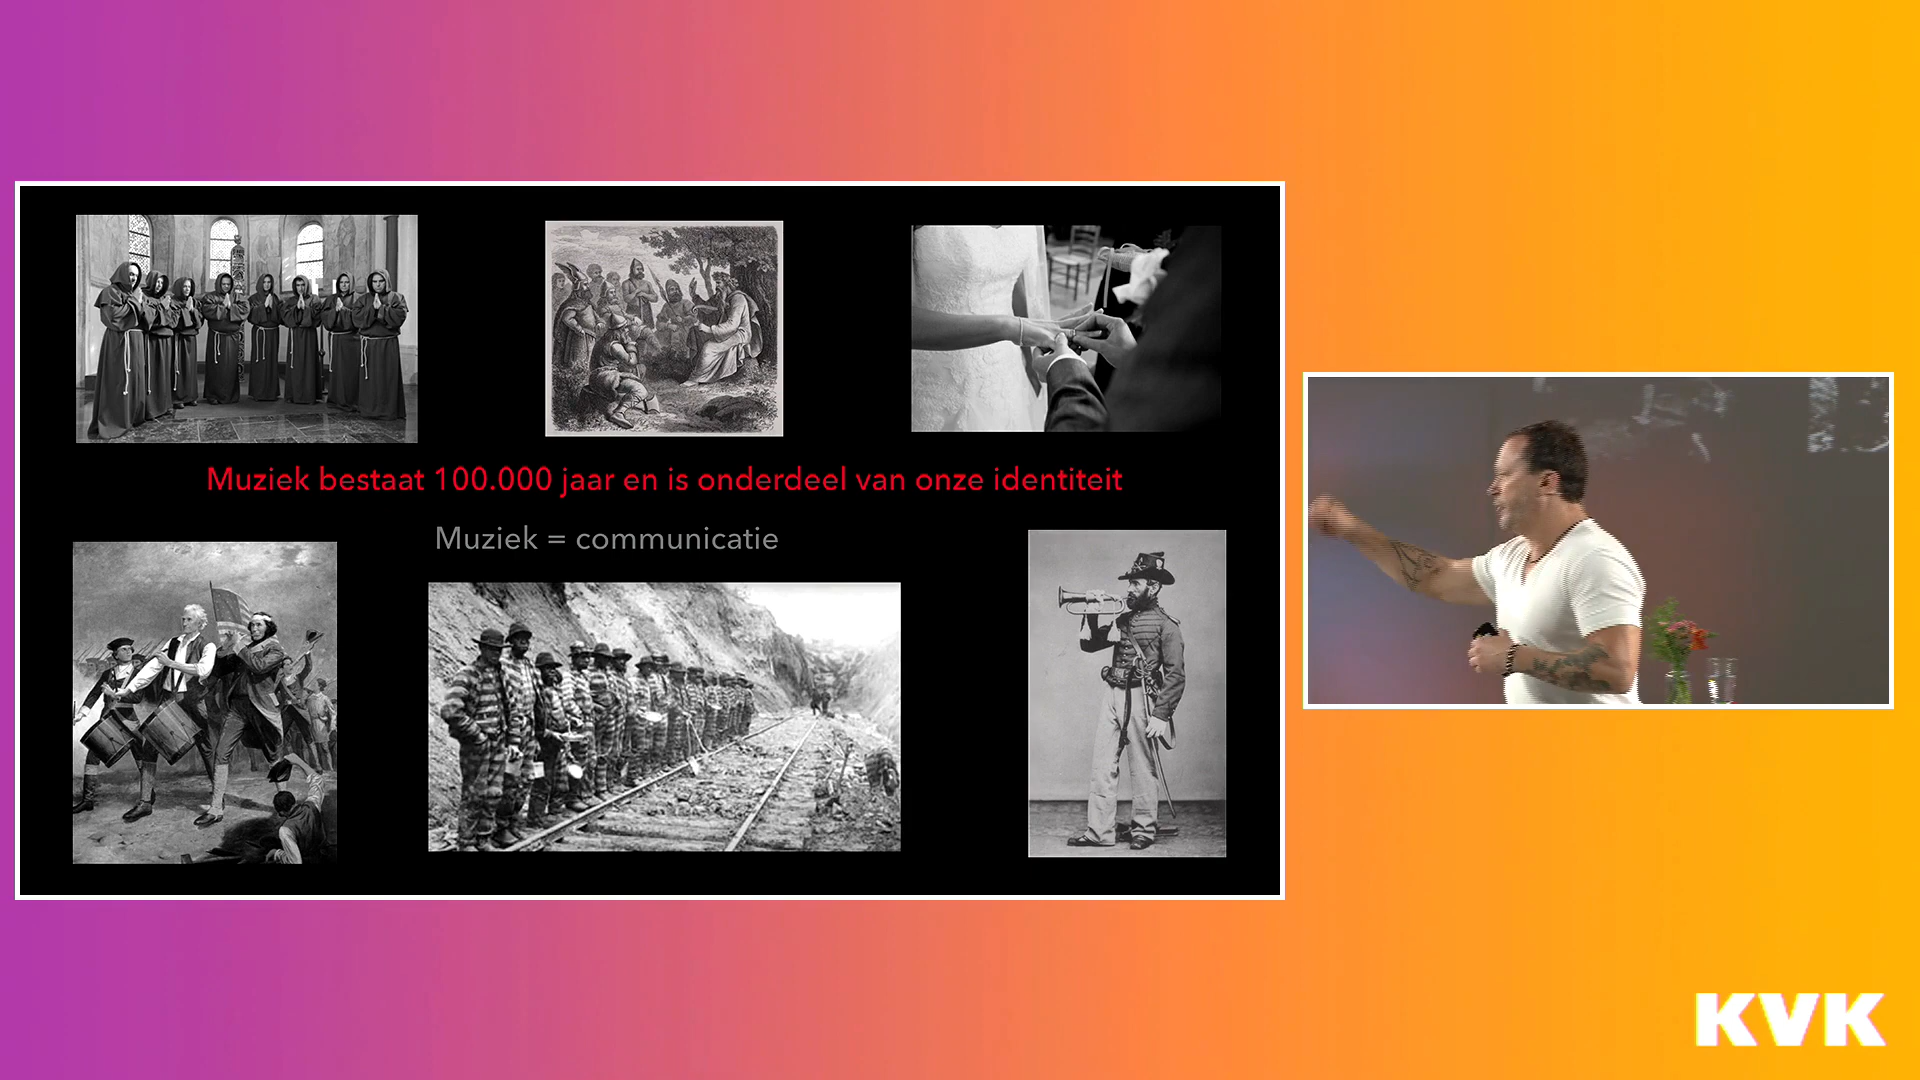 Muziek bestaat 100.000 jaar en is onderdeel van onze identiteit
Muziek = communicatie
KVK